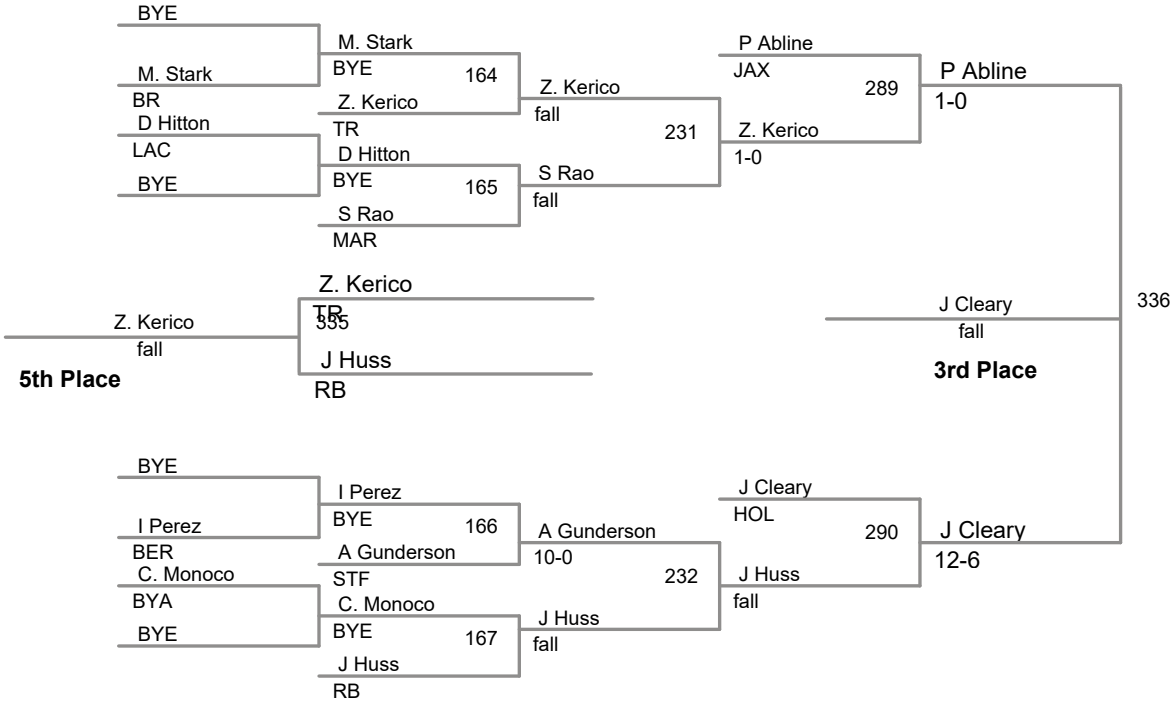 BYE
M. Stark
BR
D Hitton
LAC
BYE
M. Stark
BYE
164
Z. Kerico
TR
D Hitton
BYE
165
S Rao
MAR
Z. Kerico
fall
231
S Rao
fall
P Abline
JAX
289
Z. Kerico
1-0
P Abline
1-0
Z. Kerico
TR
335
J Huss
RB
Z. Kerico
fall
5th Place
J Cleary
fall
3rd Place
336
BYE
I Perez
BER
C. Monoco
BYA
BYE
I Perez
BYE
166
A Gunderson
STF
C. Monoco
BYE
167
J Huss
RB
A Gunderson
10-0
232
J Huss
fall
J Cleary
HOL
290
J Huss
fall
J Cleary
12-6